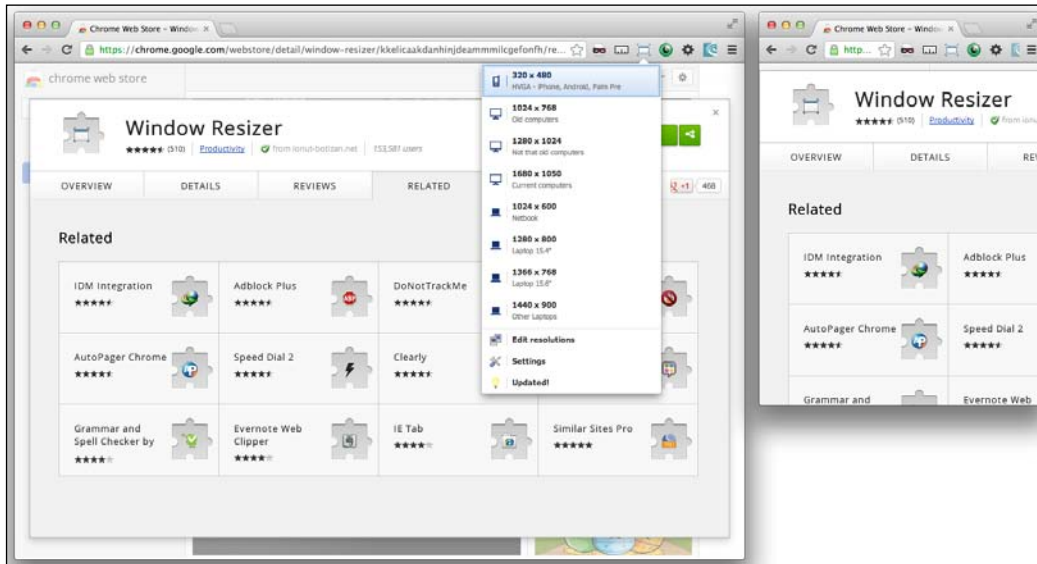 Chrome Web Store - Window
https://chrome.google.com/webstore/detail/window-resizer/kkelicaakdanhinjdeammmilcgefonfh/re...
chrome web store
Window Resizer
(510) Productivity from ionut-botizan.net 153,581 users
OVERVIEW DETAILS REVIEWS RELATED
+1 468
Related
IDM Integration
Adblock Plus
DoNotTrackMe
AutoPager Chrome
Speed Dial 2
Clearly
Grammar and
Spell Checker by
Evernote Web
Clipper
IE Tab
Similar Sites Pro
320 x 480
HVGA - iPhone, Android, Palm Pre
1024 x 768
Old computers
1280 x 1024
Not that old computers
1680 x 1050
Current computers
1024 x 600
Netbook
1280 x 800
Laptop 15.4"
1366 x 768
Laptop 15.6"
1440 x 900
Other Laptops
Edit resolutions
Settings
Updated!
Chrome Web Store - Window
http...
Window Resizer
(510) Productivity from ionu
OVERVIEW DETAILS RE
Related
IDM Integration
Adblock Plus
AutoPager Chrome
Speed Dial 2
Grammar and
Evernote Web